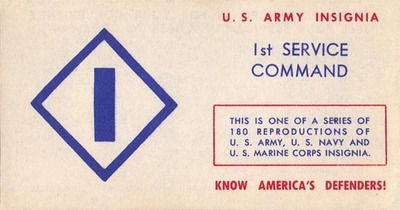 U. S. ARMY INSIGNIA
1st SERVICE
COMMAND
THIS IS ONE OF A SERIES OF
180 REPRODUCTIONS OF
U. S. ARMY, U. S. NAVY AND
U. S. MARINE CORPS INSIGNIA.
KNOW AMERICA'S DEFENDERS!